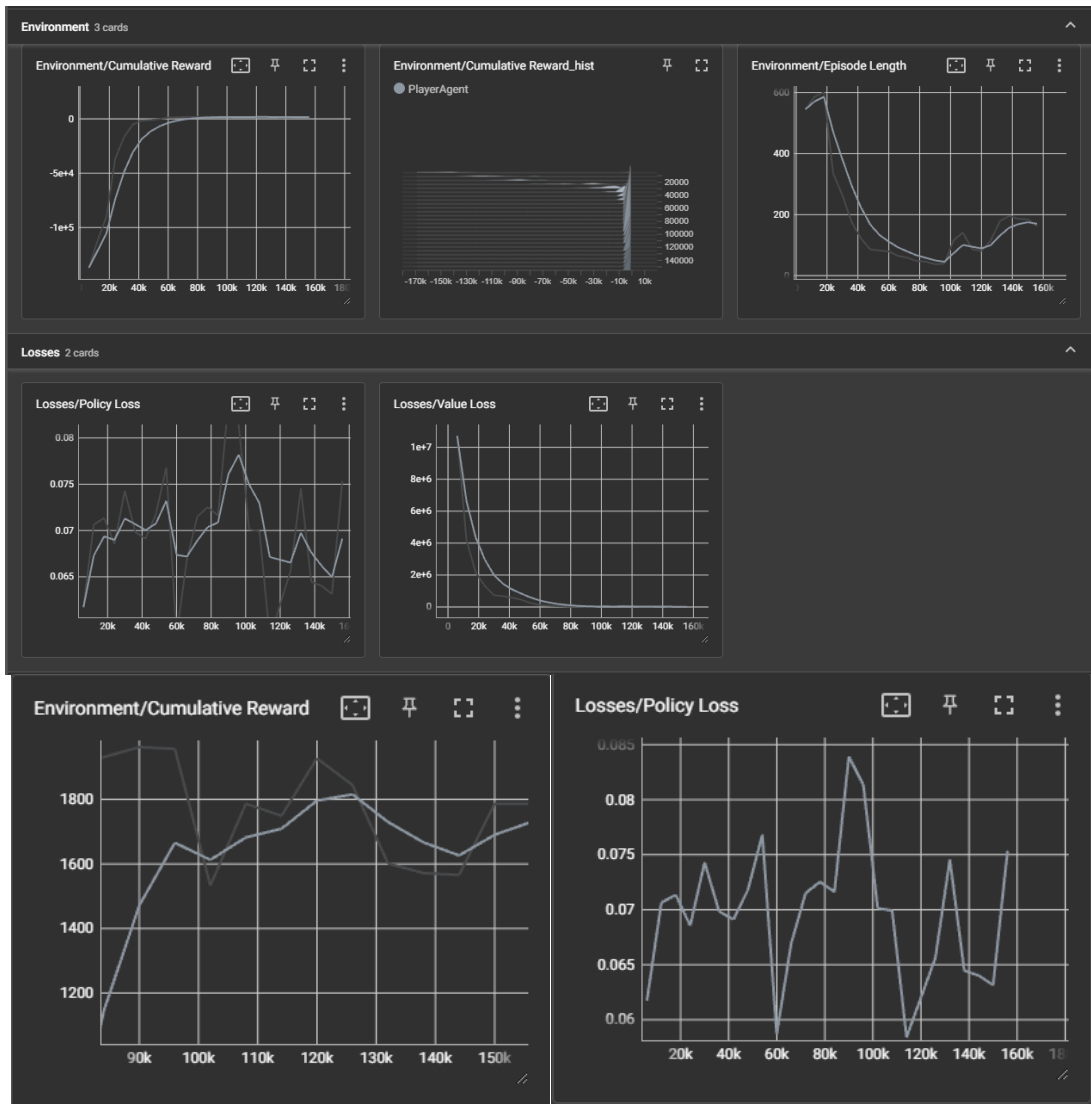 Environment 3 cards
Environment/Cumulative Reward
0
-5e+4
-1e+5
20k 40k 60k 80k 100k 120k 140k 160k 180
Environment/Cumulative Reward_hist
PlayerAgent
20000
40000
60000
80000
100000
120000
140000
-170k -150k -130k -110k -90k -70k -50k -30k -10k 10k
Environment/Episode Length
600
400
200
0
20k 40k 60k 80k 100k 120k 140k 160k
Losses 2 cards
Losses/Policy Loss
0.08
0.075
0.07
0.065
20k 40k 60k 80k 100k 120k 140k 16
Losses/Value Loss
1e+7
8e+6
6e+6
4e+6
2e+6
0
0 20k 40k 60k 80k 100k 120k 140k 160k
Environment/Cumulative Reward
1800
1600
1400
1200
90k 100k 110k 120k 130k 140k 150k
Losses/Policy Loss
0.085
0.08
0.075
0.07
0.065
0.06
20k 40k 60k 80k 100k 120k 140k 160k 18